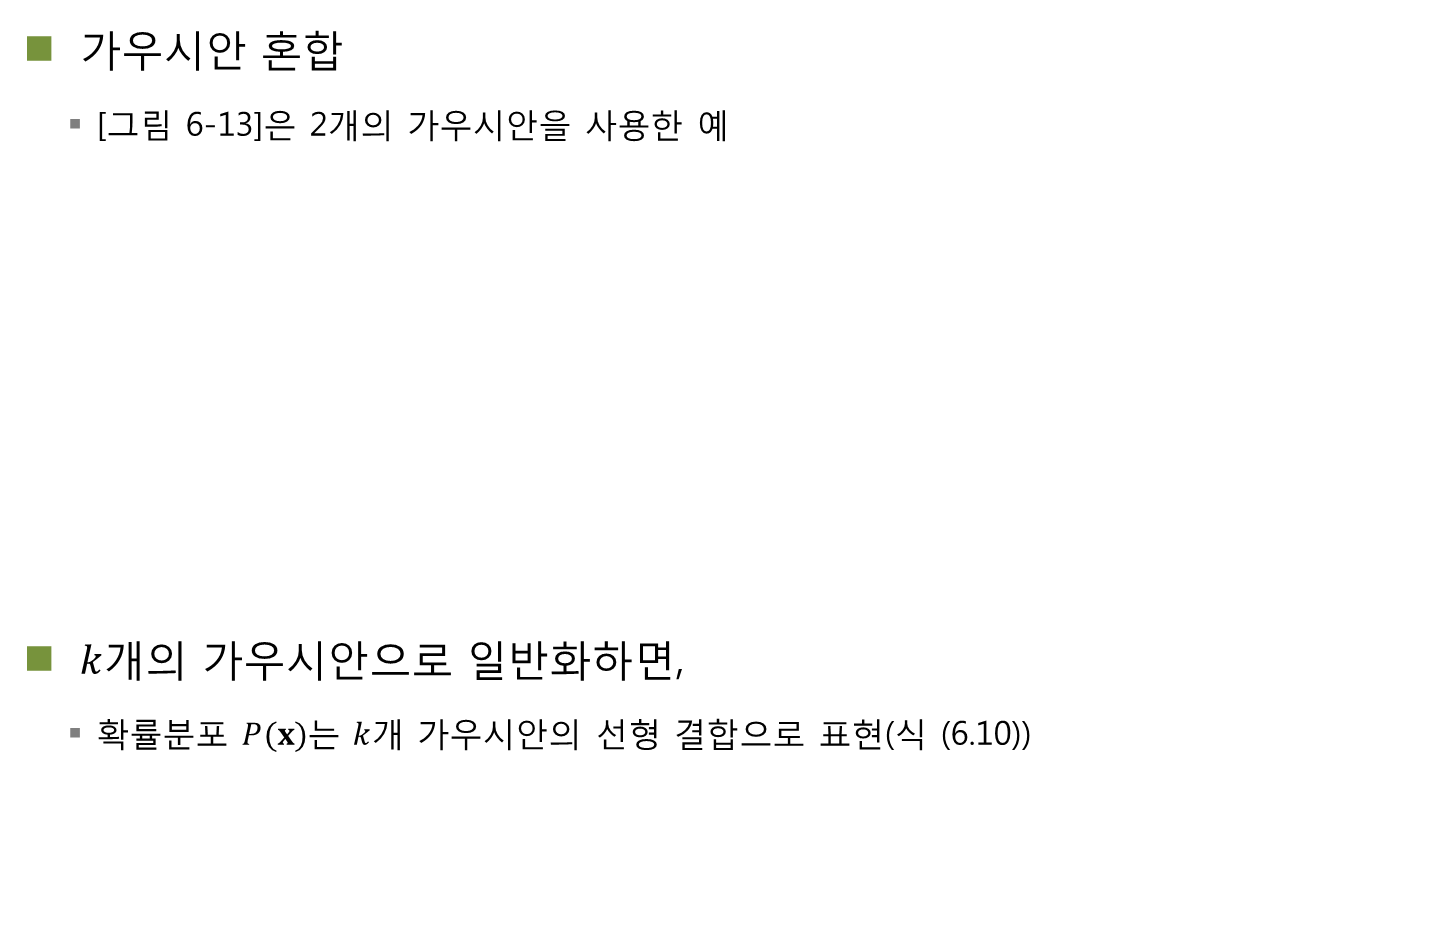 가우시안 혼합
[그림 6-13]은 2개의 가우시안을 사용한 예
k개의 가우시안으로 일반화하면,
확률분포 P(x)는 k개 가우시안의 선형 결합으로 표현(식 (6.10))